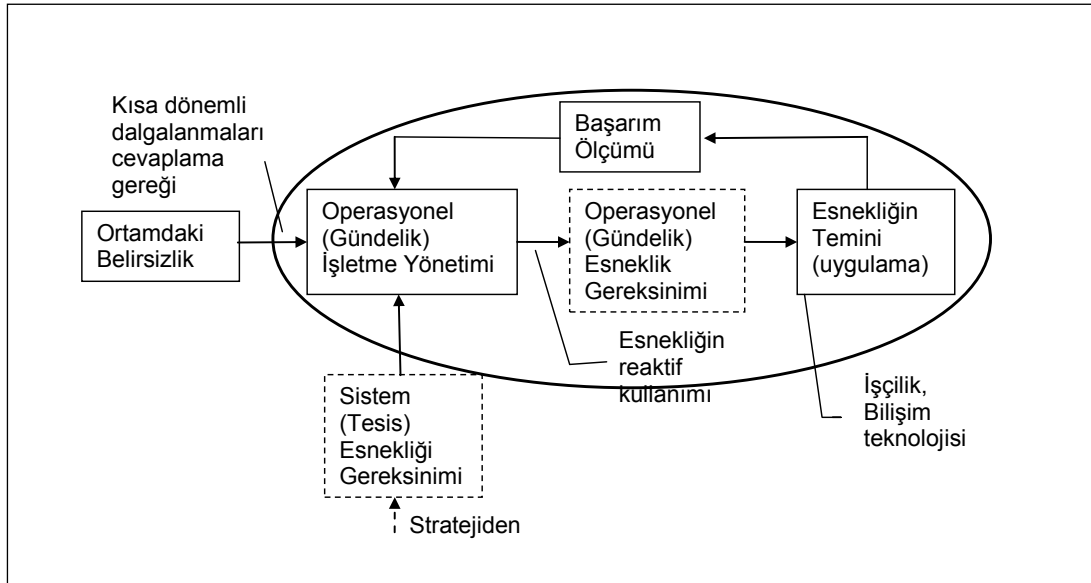 Kısa dönemli
dalgalanmaları
cevaplama
gereği
Ortamdaki
Belirsizlik
Başarım
Ölçümü
Operasyonel
(Gündelik)
İşletme Yönetimi
Operasyonel
(Gündelik)
Esneklik
Gereksinimi
Esnekliğin
Temini
(uygulama)
Esnekliğin
reaktif
kullanımı
İşçilik,
Bilişim
teknolojisi
Sistem
(Tesis)
Esnekliği
Gereksinimi
Stratejiden